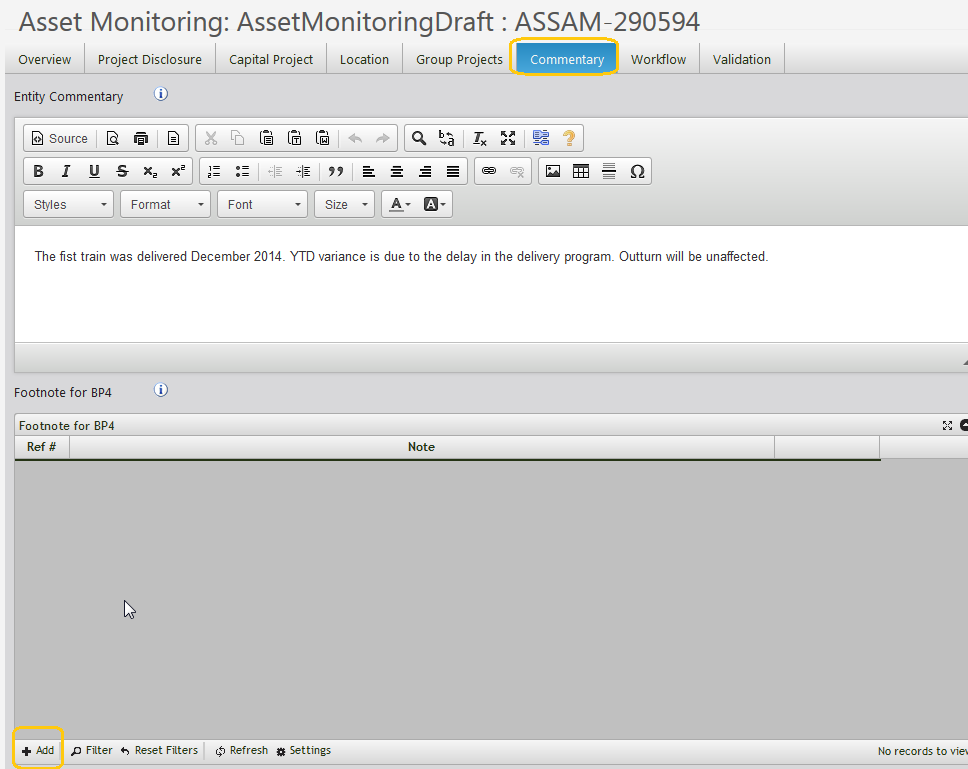 Asset Monitoring: AssetMonitoringDraft : ASSAM-290594
Overview Project Disclosure Capital Project Location Group Projects Commentary Workflow Validation
Entity Commentary
Source
Styles Format Font Size
The fist train was delivered December 2014. YTD variance is due to the delay in the delivery program. Outturn will be unaffected.
Footnote for BP4
Footnote for BP4
Ref # Note
Add Filter Reset Filters Refresh Settings No records to view